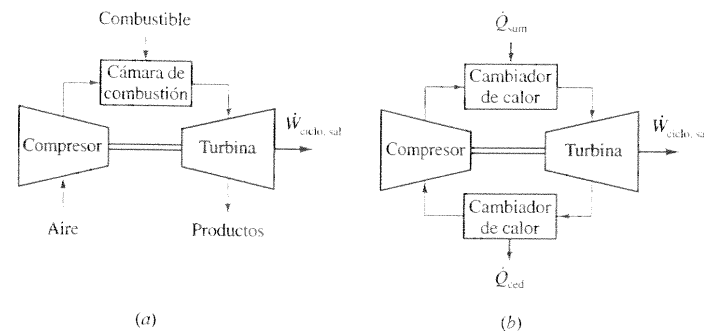 Combustible
Cámara de
combustión
Compresor
Turbina
Ẇciclo, sal
Aire
Productos
(a)
Q̇sum
Cambiador
de calor
Compresor
Turbina
Ẇciclo, sa
Cambiador
de calor
Q̇ced
(b)